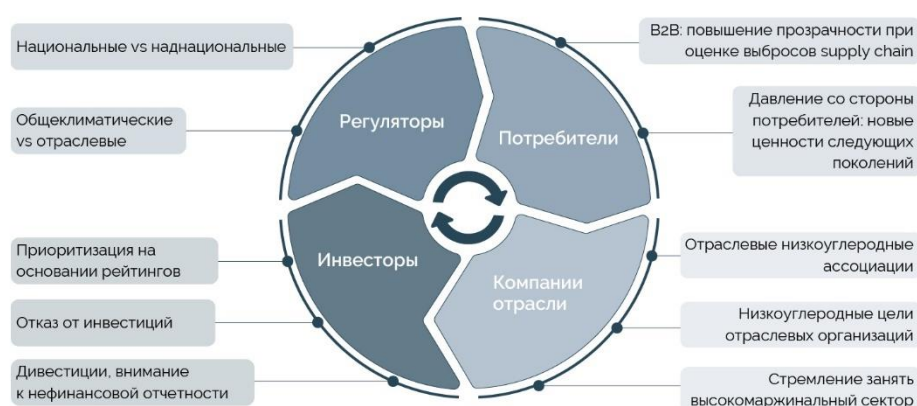 Национальные vs наднациональные
Общеклиматические
vs отраслевые
Приоритизация на
основании рейтингов
Отказ от инвестиций
Дивестиции, внимание
к нефинансовой отчетности
Регуляторы
Потребители
Инвесторы
Компании
отрасли
B2B: повышение прозрачности при
оценке выбросов supply chain
Давление со стороны
потребителей: новые
ценности следующих
поколений
Отраслевые низкоуглеродные
ассоциации
Низкоуглеродные цели
отраслевых организаций
Стремление занять
высокомаржинальный сектор